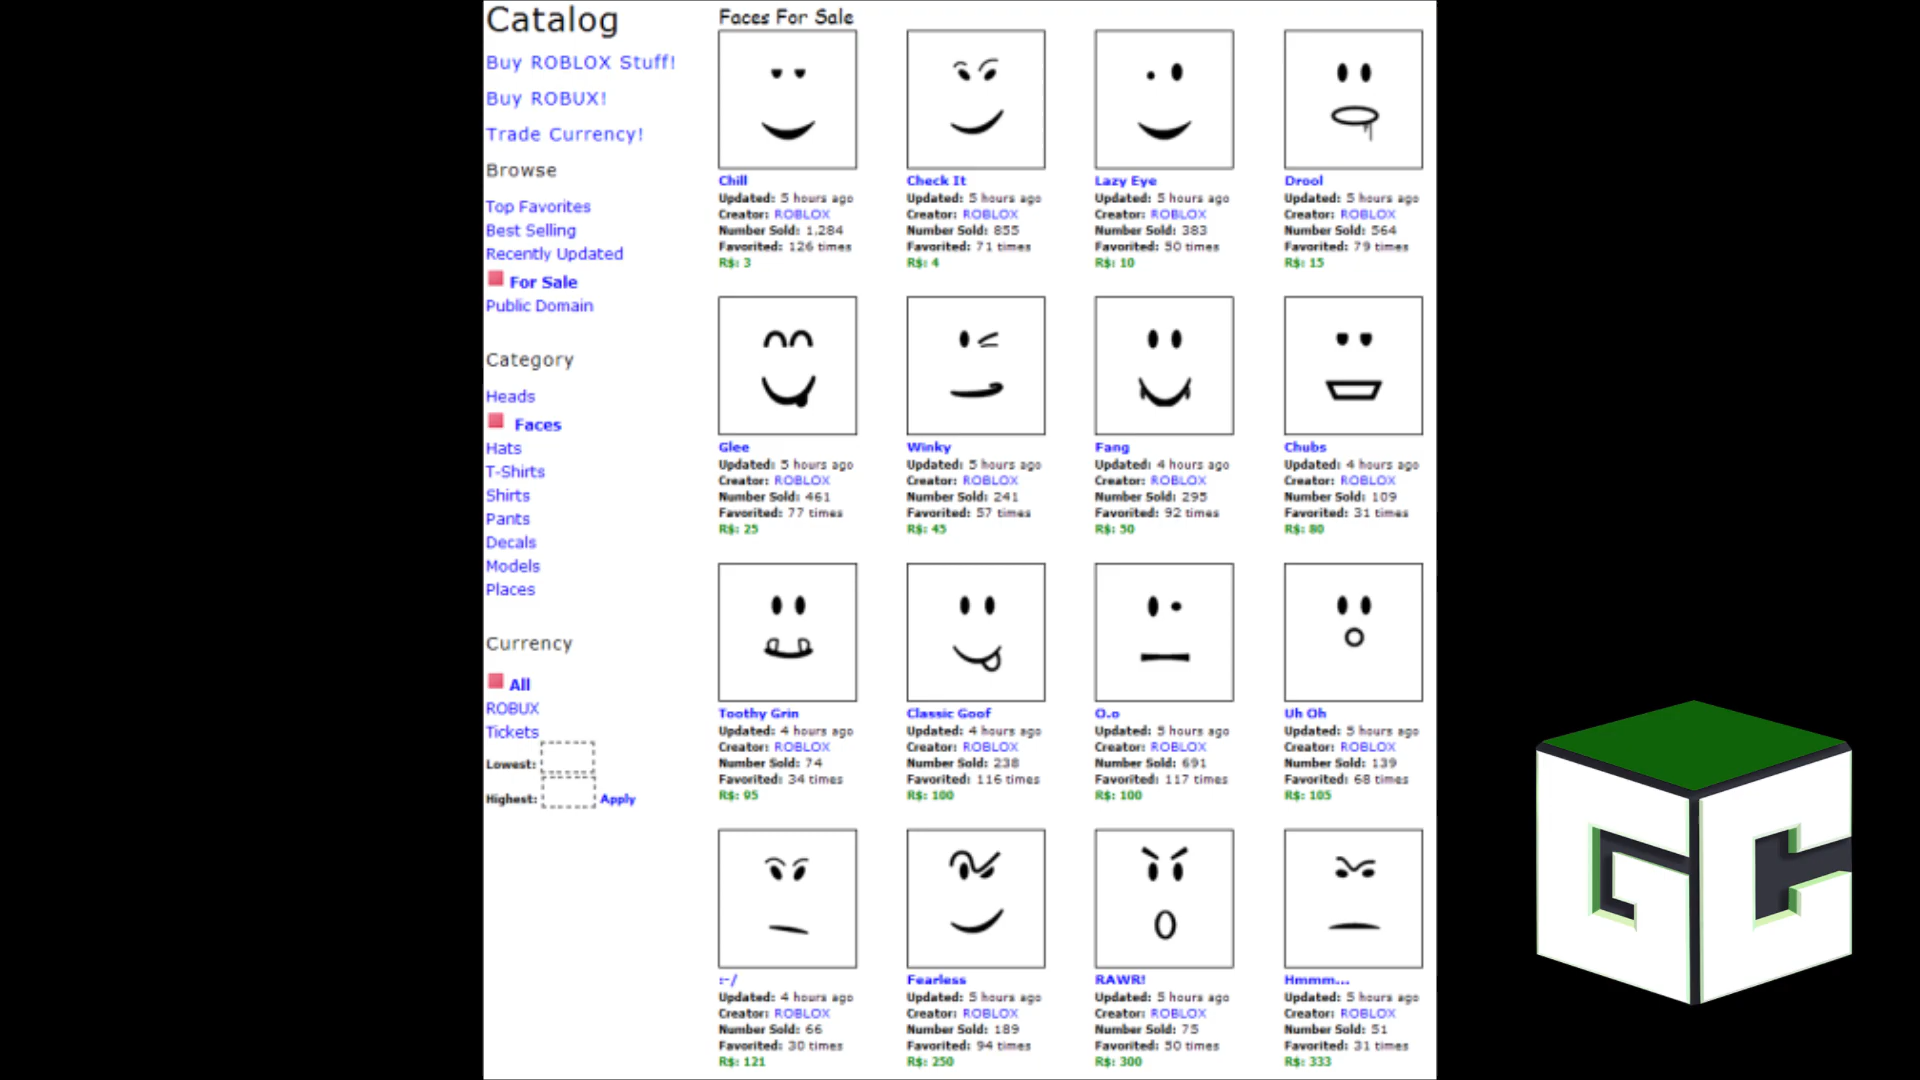 Catalog
Buy ROBLOX Stuff!
Buy ROBUX!
Trade Currency!
Browse
Top Favorites
Best Selling
Recently Updated
For Sale
Public Domain
Category
Heads
Faces
Hats
T-Shirts
Shirts
Pants
Decals
Models
Places
Currency
All
ROBUX
Tickets
Lowest:
Highest: Apply
Faces For Sale
Chill
Updated: 5 hours ago
Creator: ROBLOX
Number Sold: 1,284
Favorited: 126 times
R$: 3
Check It
Updated: 5 hours ago
Creator: ROBLOX
Number Sold: 855
Favorited: 71 times
R$: 4
Lazy Eye
Updated: 5 hours ago
Creator: ROBLOX
Number Sold: 383
Favorited: 50 times
R$: 10
Drool
Updated: 5 hours ago
Creator: ROBLOX
Number Sold: 564
Favorited: 79 times
R$: 15
Glee
Updated: 5 hours ago
Creator: ROBLOX
Number Sold: 461
Favorited: 77 times
R$: 25
Winky
Updated: 5 hours ago
Creator: ROBLOX
Number Sold: 241
Favorited: 57 times
R$: 45
Fang
Updated: 4 hours ago
Creator: ROBLOX
Number Sold: 295
Favorited: 92 times
R$: 50
Chubs
Updated: 4 hours ago
Creator: ROBLOX
Number Sold: 109
Favorited: 31 times
R$: 80
Toothy Grin
Updated: 4 hours ago
Creator: ROBLOX
Number Sold: 74
Favorited: 34 times
R$: 95
Classic Goof
Updated: 4 hours ago
Creator: ROBLOX
Number Sold: 238
Favorited: 116 times
R$: 100
O.o
Updated: 5 hours ago
Creator: ROBLOX
Number Sold: 691
Favorited: 117 times
R$: 100
Uh Oh
Updated: 5 hours ago
Creator: ROBLOX
Number Sold: 139
Favorited: 68 times
R$: 105
:-/
Updated: 4 hours ago
Creator: ROBLOX
Number Sold: 66
Favorited: 30 times
R$: 121
Fearless
Updated: 5 hours ago
Creator: ROBLOX
Number Sold: 189
Favorited: 94 times
R$: 250
RAWR!
Updated: 5 hours ago
Creator: ROBLOX
Number Sold: 75
Favorited: 50 times
R$: 300
Hmmm...
Updated: 5 hours ago
Creator: ROBLOX
Number Sold: 51
Favorited: 31 times
R$: 333
GC